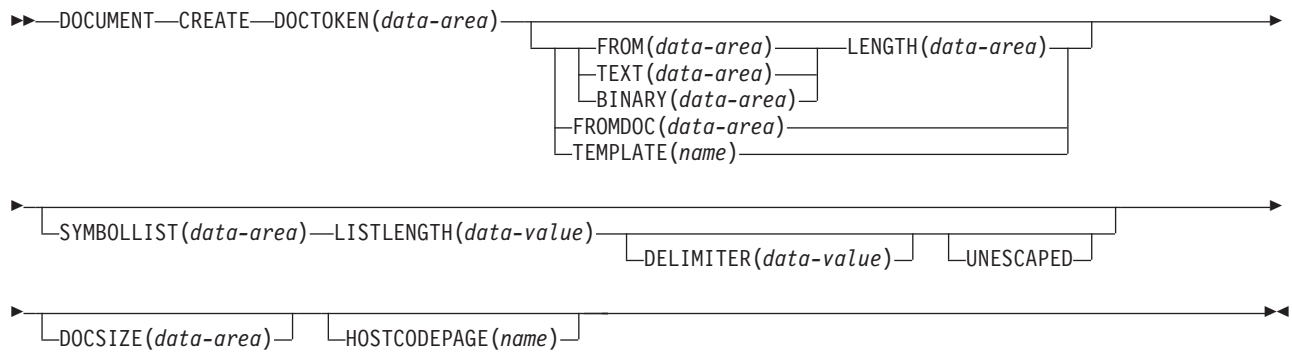 DOCUMENT CREATE DOCTOKEN(data-area)
FROM(data-area) LENGTH(data-area)
TEXT(data-area)
BINARY(data-area)
FROMDOC(data-area)
TEMPLATE(name)
SYMBOLLIST(data-area) LISTLENGTH(data-value)
DELIMITER(data-value) UNESCAPED
DOCSIZE(data-area) HOSTCODEPAGE(name)